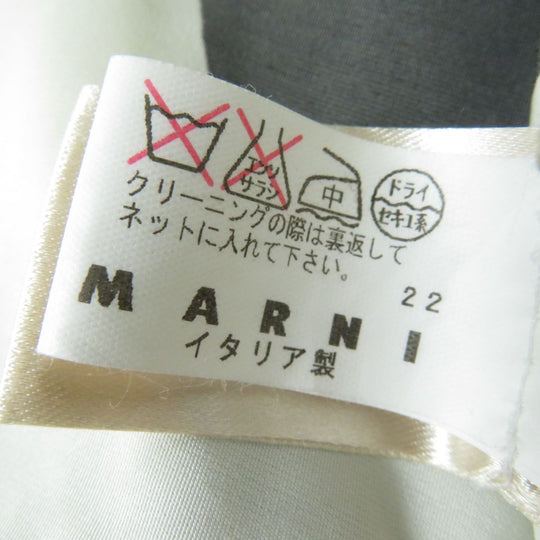 エンソ
サラシ
中
ドライ
セキユ系
クリーニングの際は裏返して
ネットに入れて下さい。
22
MARNI
イタリア製